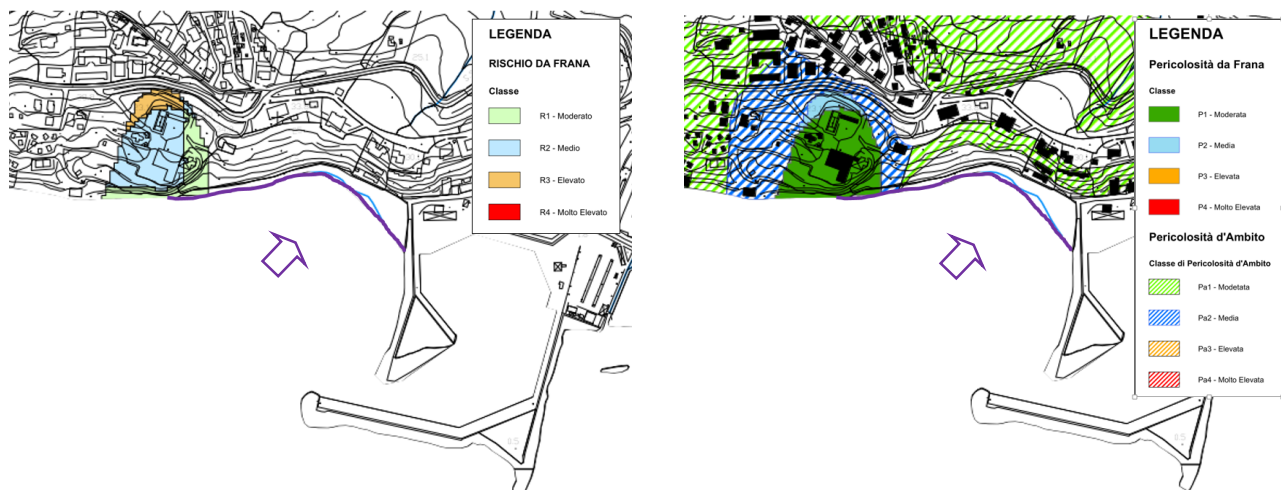 LEGENDA
RISCHIO DA FRANA
Classe
R1 - Moderato
R2 - Medio
R3 - Elevato
R4 - Molto Elevato
LEGENDA
Pericolosità da Frana
Classe
P1 - Moderata
P2 - Media
P3 - Elevata
P4 - Molto Elevata
Pericolosità d'Ambito
Classe di Pericolosità d'Ambito
Pa1 - Modetata
Pa2 - Media
Pa3 - Elevata
Pa4 - Molto Elevata